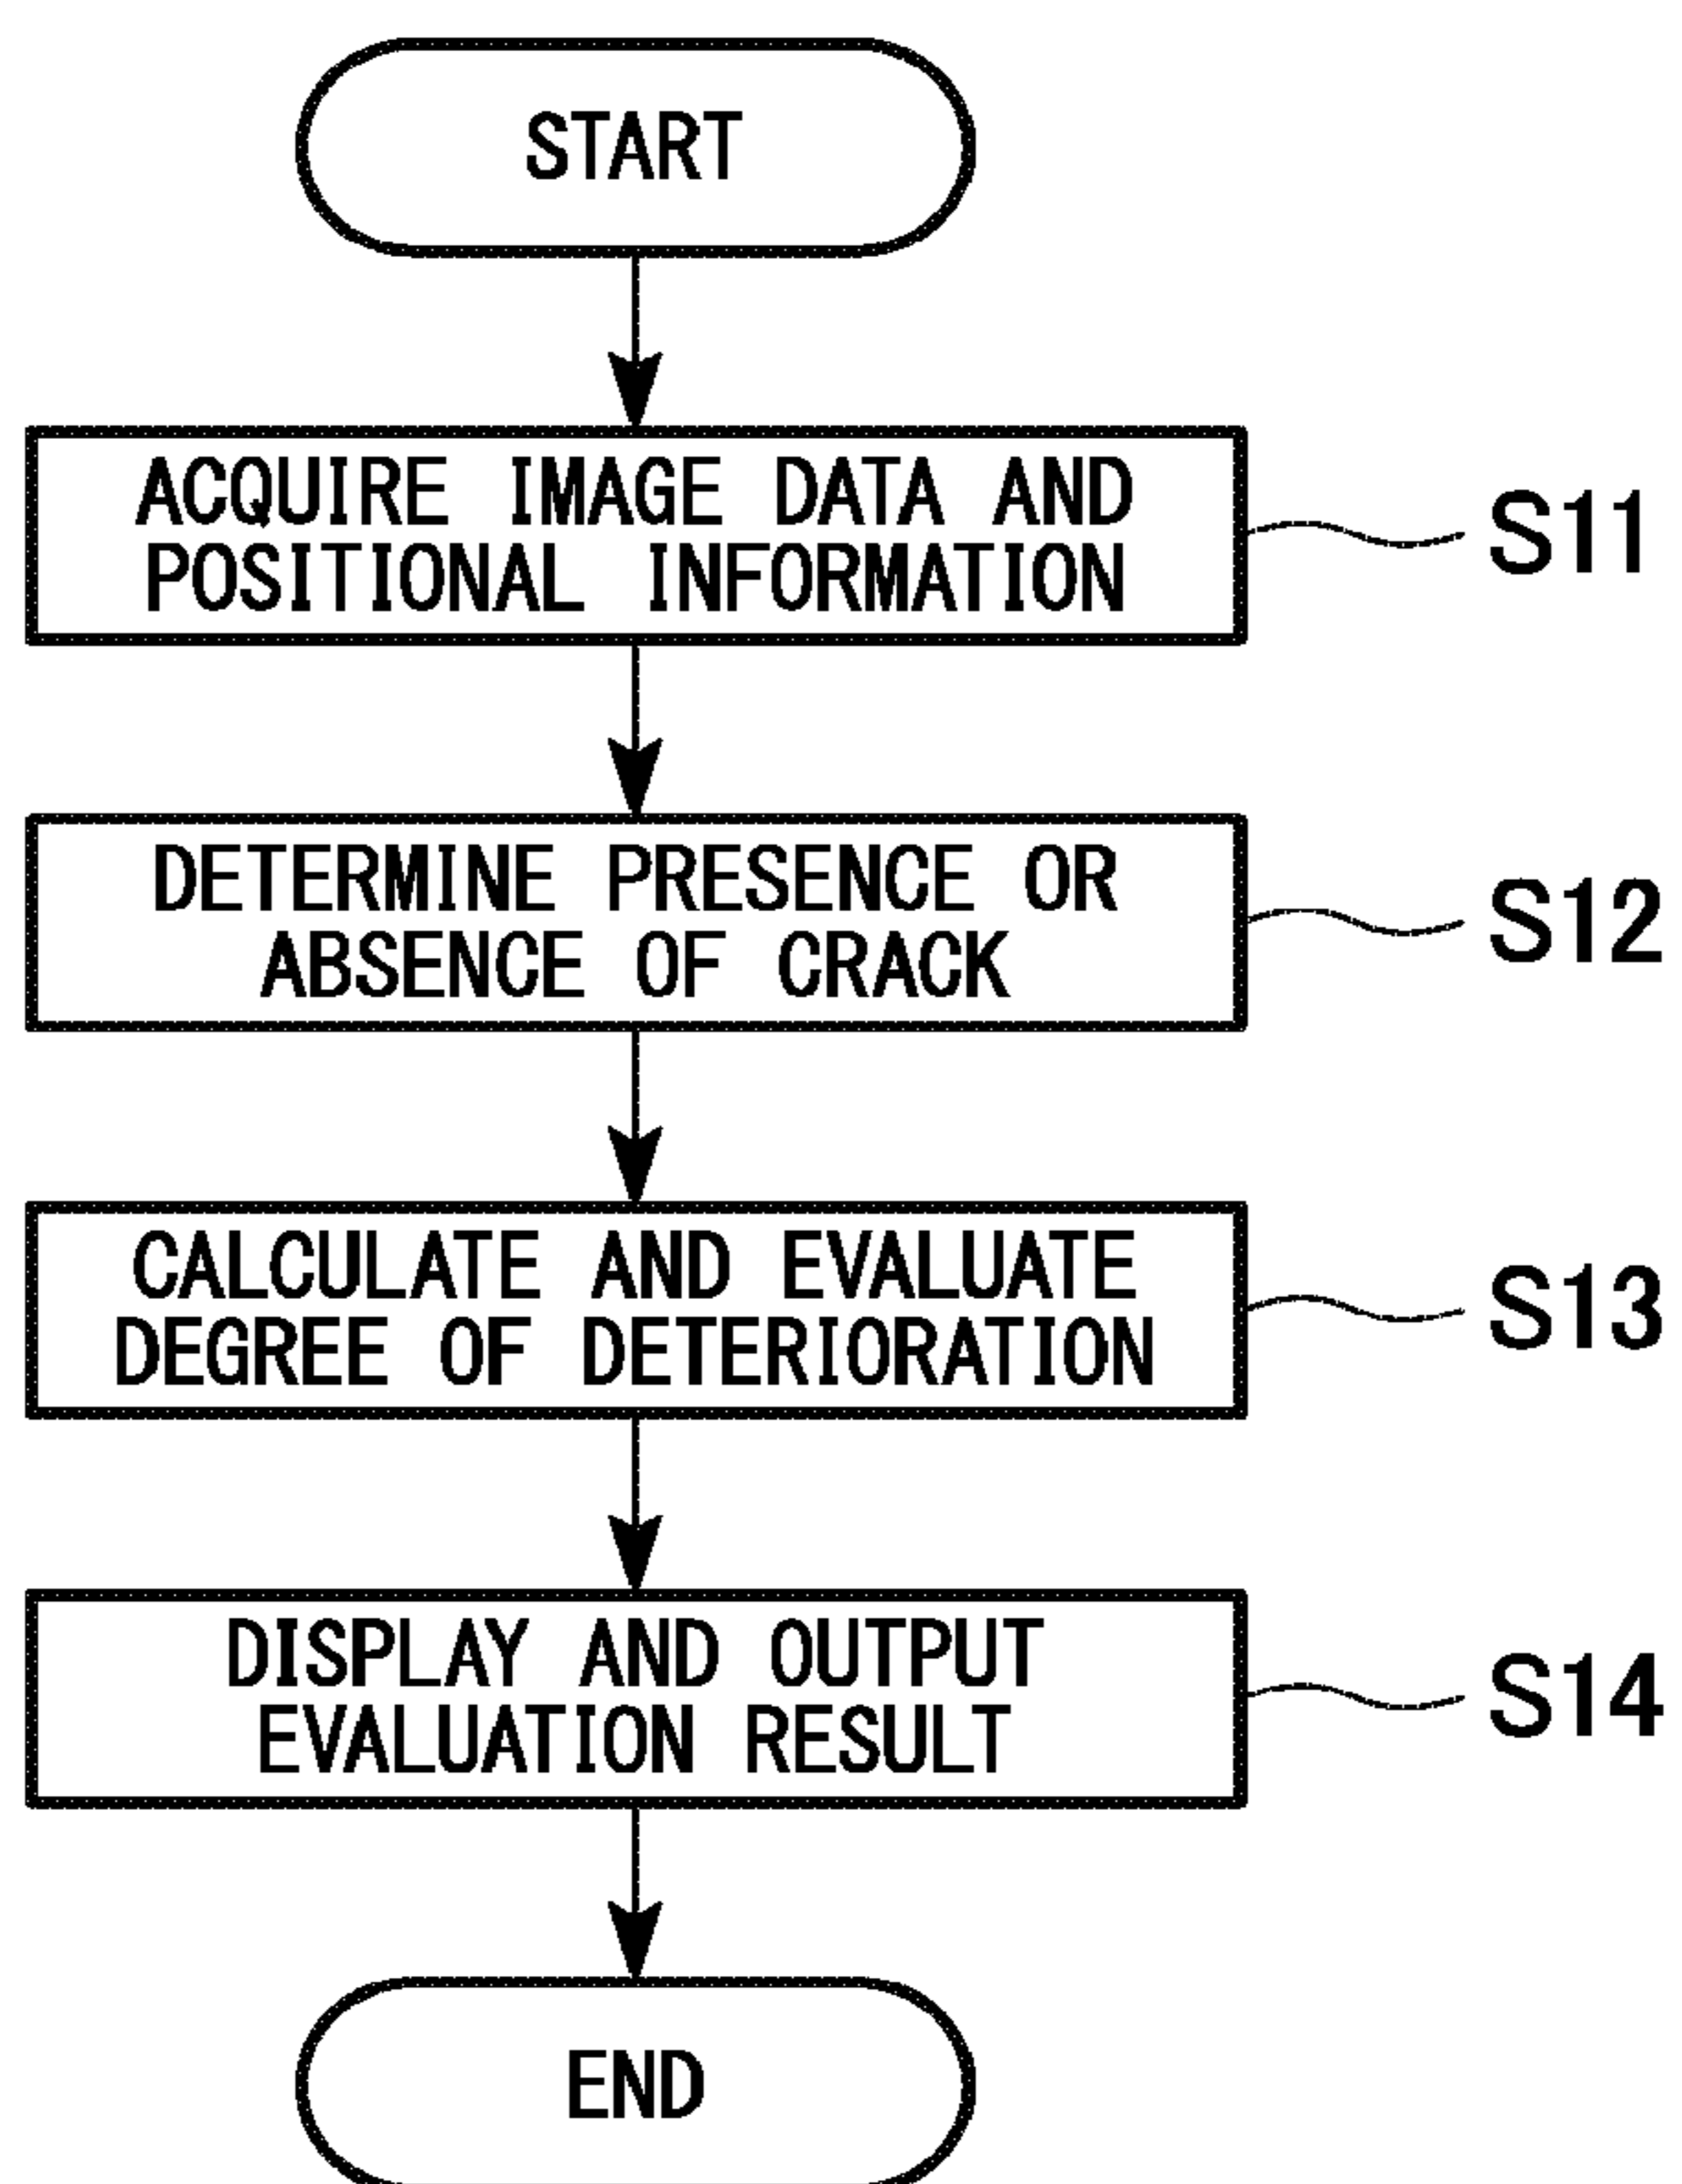 START
ACQUIRE IMAGE DATA AND
POSITIONAL INFORMATION
S11
DETERMINE PRESENCE OR
ABSENCE OF CRACK
S12
CALCULATE AND EVALUATE
DEGREE OF DETERIORATION
S13
DISPLAY AND OUTPUT
EVALUATION RESULT
S14
END